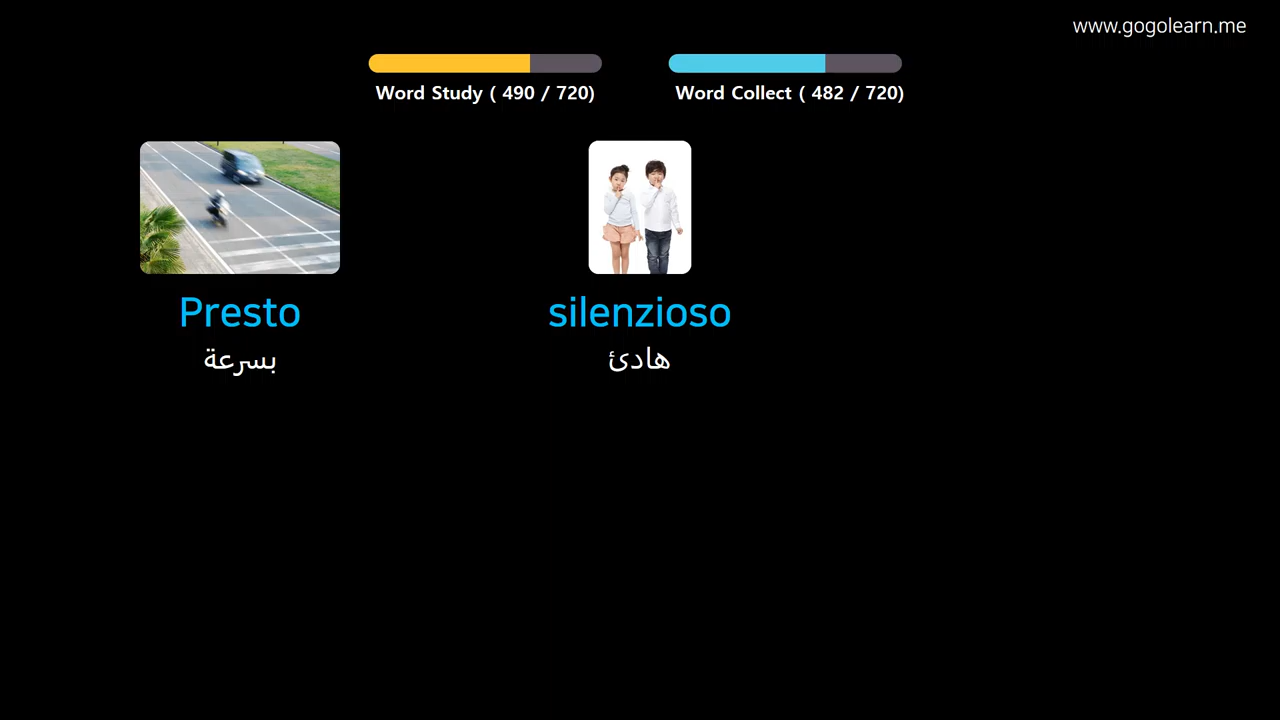 www.gogolearn.me
Word Study ( 490 / 720)
Word Collect ( 482 / 720)
Presto
بسرعة
silenzioso
هادئ